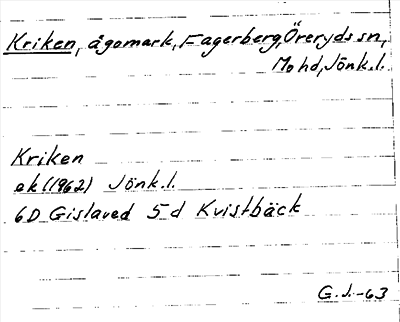 Kriken, ägomark, Fagerberg, Öreryds sn,
Mo hd, Jönk.l.
Kriken
ek (1962) Jönk.l.
6D Gislaved 5d Kvistbäck
G.J.-63